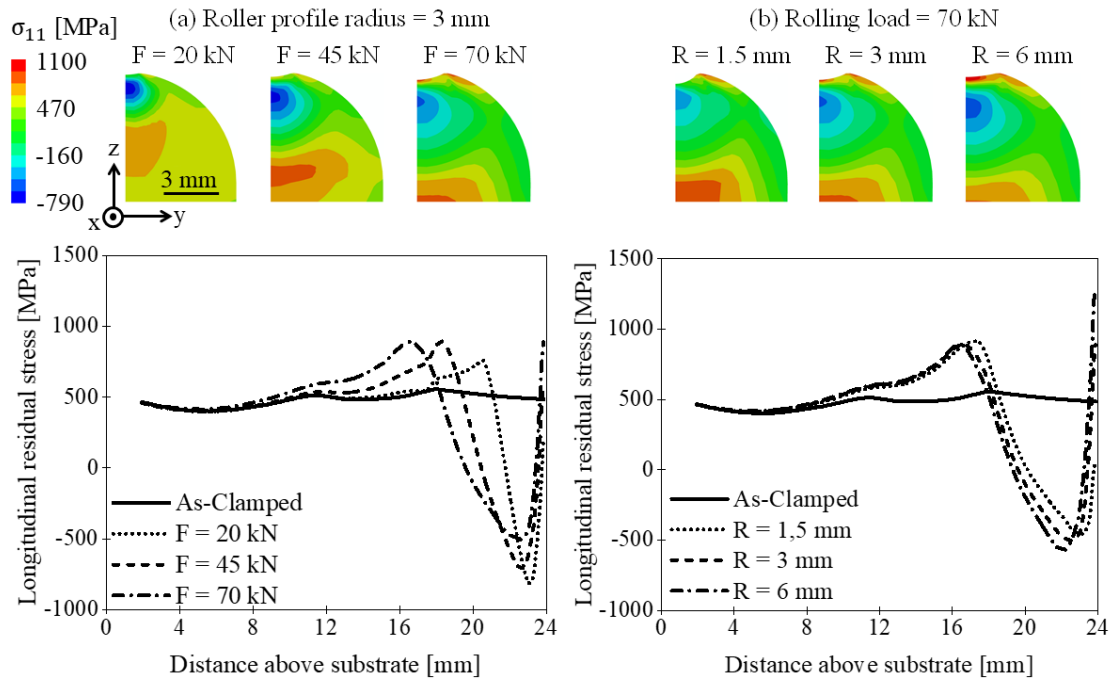 (a) Roller profile radius = 3 mm
(b) Rolling load = 70 kN
σ11 [MPa]
F = 20 kN F = 45 kN F = 70 kN
R = 1.5 mm R = 3 mm R = 6 mm
1100
470
-160
-790
z
3 mm
x
y
Longitudinal residual stress [MPa]
1500
1000
500
0
-500
-1000
As-Clamped
F = 20 kN
F = 45 kN
F = 70 kN
0 4 8 12 16 20 24
Distance above substrate [mm]
Longitudinal residual stress [MPa]
1500
1000
500
0
-500
-1000
As-Clamped
R = 1,5 mm
R = 3 mm
R = 6 mm
0 4 8 12 16 20 24
Distance above substrate [mm]